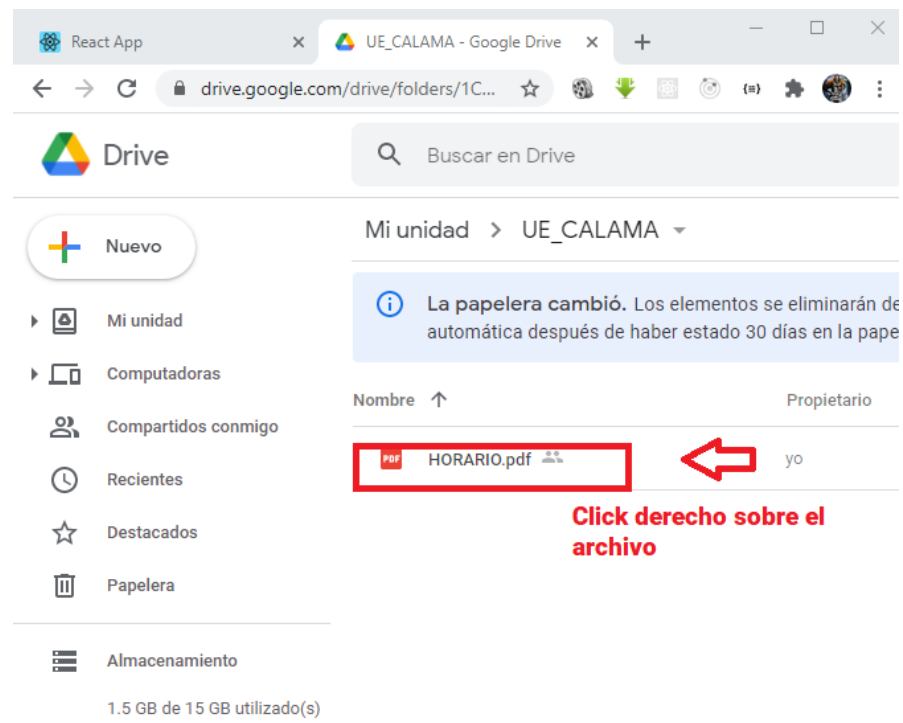 React App
UE_CALAMA - Google Drive
drive.google.com/drive/folders/1C...
Drive
Buscar en Drive
Nuevo
Mi unidad > UE_CALAMA
La papelera cambió. Los elementos se eliminarán de
automática después de haber estado 30 días en la pape
Mi unidad
Computadoras
Compartidos conmigo
Recientes
Destacados
Papelera
Almacenamiento
1.5 GB de 15 GB utilizado(s)
Nombre
Propietario
PDF
HORARIO.pdf
yo
Click derecho sobre el
archivo